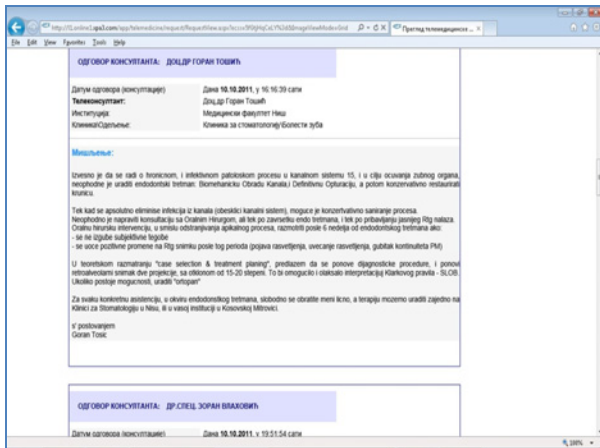 Прегледтелемедицинске ...
File Edit View Favorites Tools Help
ОДГОВОР КОНСУЛТАНТА: ДОЦ.ДР ГОРАН ТОШИЋ
Датум одговора (консултације) Дана 10.10.2011, у 16:16:39 сати
Телеконсултант: Доц.др Горан Тошић
Институција: Медицински факултет Ниш
Клиника\Одељење: Клиника за стоматологију\Болести зуба
Мишљење:
Izvesno je da se radi o hronicnom, i infektivnom patoloskom procesu u kanalnom sistemu 15, i u cilju ocuvanja zubnog organa,
neophodne je uraditi endodontski tretman: Biomehanicku Obradu Kanala,i Definitivnu Opturaciju, a potom konzervativno restaurirati
krunicu.
Tek kad se apsolutno eliminise infekcija iz kanala (obeskici kanalni sistem), moguce je konzertvativno saniranje procesa.
Neophodno je napraviti konsultaciju sa Oralnim Hirurgom, ali tek po zavrsetku endo tretmana, i tek po pribavljanju jasnijeg Rtg nalaza.
Oralnu hirursku intervenciju, u smislu odstranjivanja apikalnog procesa, razmotriti posle 6 nedelja od endodontskog tretmana ako:
- se ne izgube subjektivne tegobe
- se uoce pozitivne promene na Rtg snimku posle tog perioda (pojava rasvetljenja, uvecanje rasvetljenja, gubitak kontinuiteta PM)
U teoretskom razmatranju "case selection & treatment planing", predlazem da se ponove dijagnosticke procedure, i ponovi
retroalveolarni snimak dve projekcije, sa otklonom od 15-20 stepeni. To bi omogucilo i olaksalo interpretaciju Klarkovog pravila - SLOB.
Ukoliko postoje mogucnosti, uraditi "ortopan"
Za svaku konkretnu asistenciju, u okviru endodonstkog tretmana, slobodno se obratite meni licno, a terapiju mozemo uraditi zajedno na
Klinici za Stomatologiju u Nisu, ili u vasoj instituciji u Kosovskoj Mitrovici.
s' postovanjem
Goran Tosic
ОДГОВОР КОНСУЛТАНТА: ДР.СПЕЦ. ЗОРАН ВЛАХОВИЋ
Датум одговора (консултације) Дана 10.10.2011, у 19:51:54 сати
100%